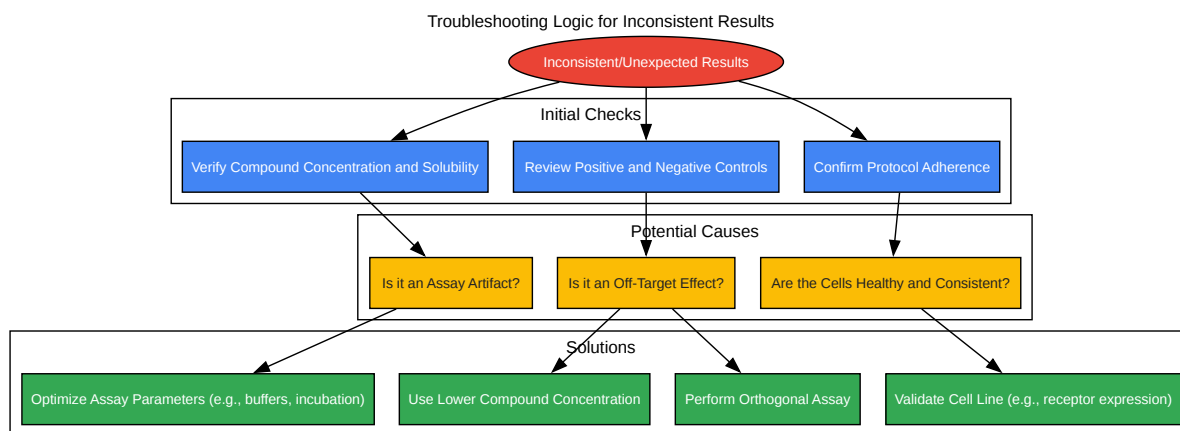 Troubleshooting Logic for Inconsistent Results
Inconsistent/Unexpected Results
Initial Checks
Verify Compound Concentration and Solubility
Review Positive and Negative Controls
Confirm Protocol Adherence
Potential Causes
Is it an Assay Artifact?
Is it an Off-Target Effect?
Are the Cells Healthy and Consistent?
Solutions
Optimize Assay Parameters (e.g., buffers, incubation)
Use Lower Compound Concentration
Perform Orthogonal Assay
Validate Cell Line (e.g., receptor expression)